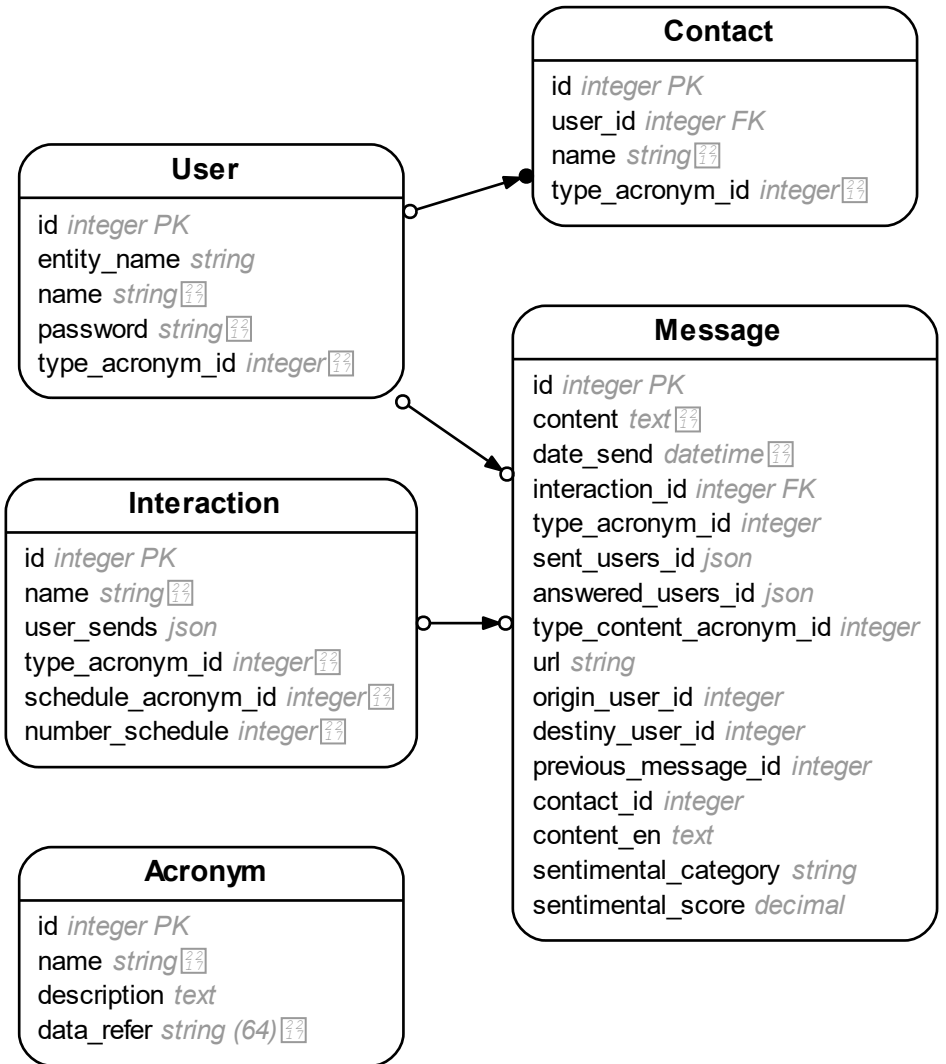 Contact
id integer PK
user_id integer FK
name string ∗
type_acronym_id integer ∗
User
id integer PK
entity_name string
name string ∗
password string ∗
type_acronym_id integer ∗
Message
id integer PK
content text ∗
date_send datetime ∗
interaction_id integer FK
type_acronym_id integer
sent_users_id json
answered_users_id json
type_content_acronym_id integer
url string
origin_user_id integer
destiny_user_id integer
previous_message_id integer
contact_id integer
content_en text
sentimental_category string
sentimental_score decimal
Interaction
id integer PK
name string ∗
user_sends json
type_acronym_id integer ∗
schedule_acronym_id integer ∗
number_schedule integer ∗
Acronym
id integer PK
name string ∗
description text
data_refer string (64) ∗